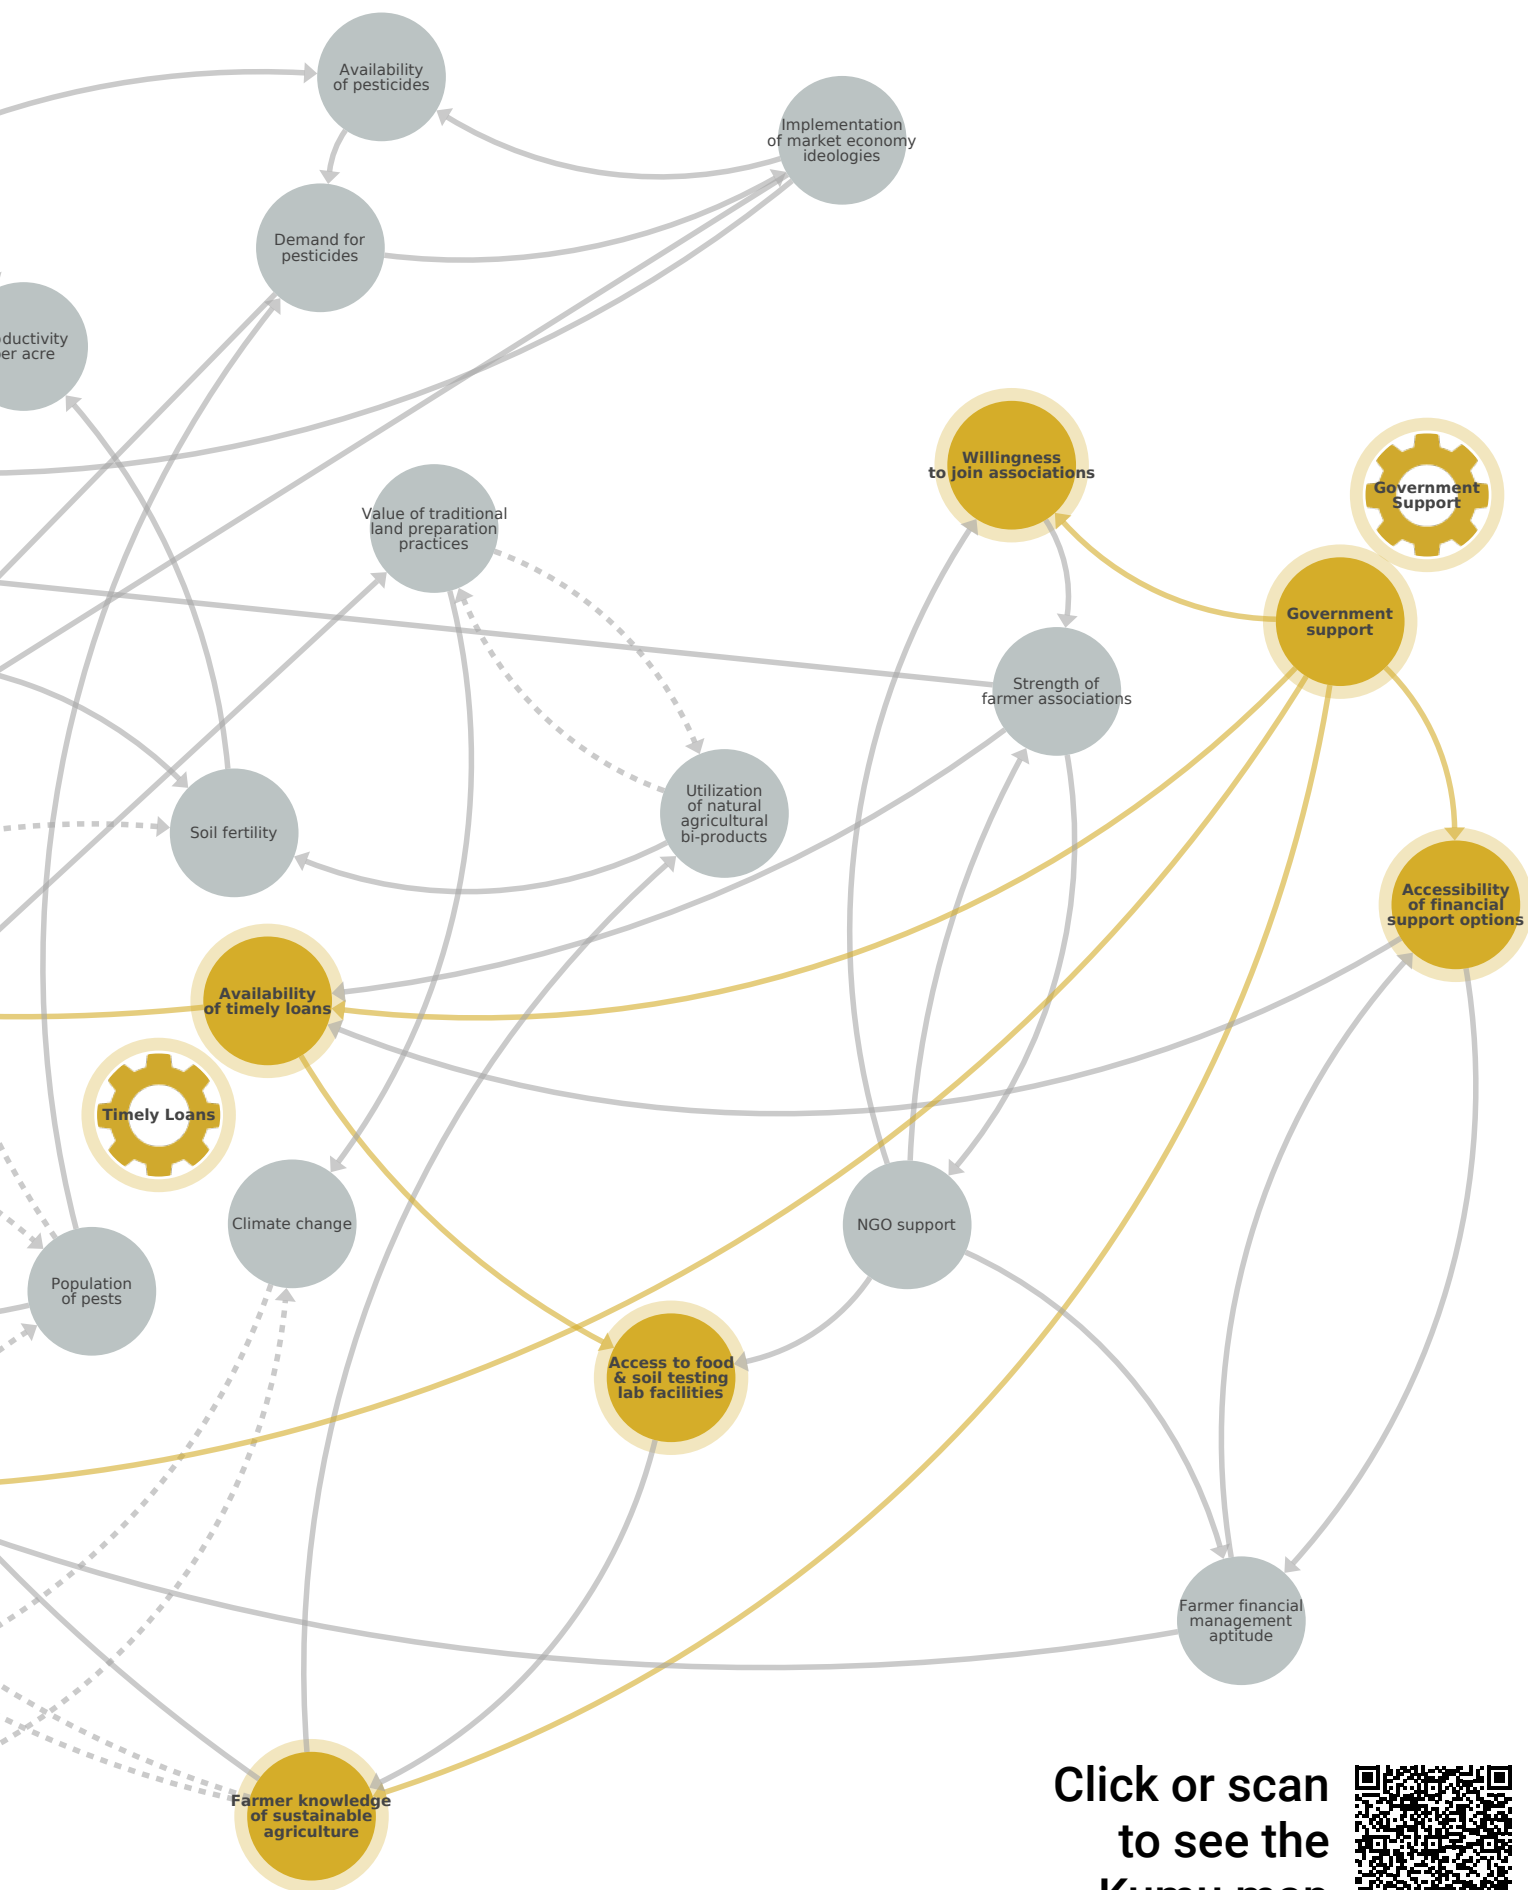 Availability
of pesticides
Implementation
of market economy
ideologies
Demand for
pesticides
ductivity
er acre
Willingness
to join associations
Government
Support
Value of traditional
land preparation
practices
Government
support
Strength of
farmer associations
Utilization
of natural
agricultural
bi-products
Soil fertility
Accessibility
of financial
support options
Availability
of timely loans
Timely Loans
Climate change
NGO support
Population
of pests
Access to food
& soil testing
lab facilities
Farmer financial
management
aptitude
Farmer knowledge
of sustainable
agriculture
Click or scan
to see the
Kumu map